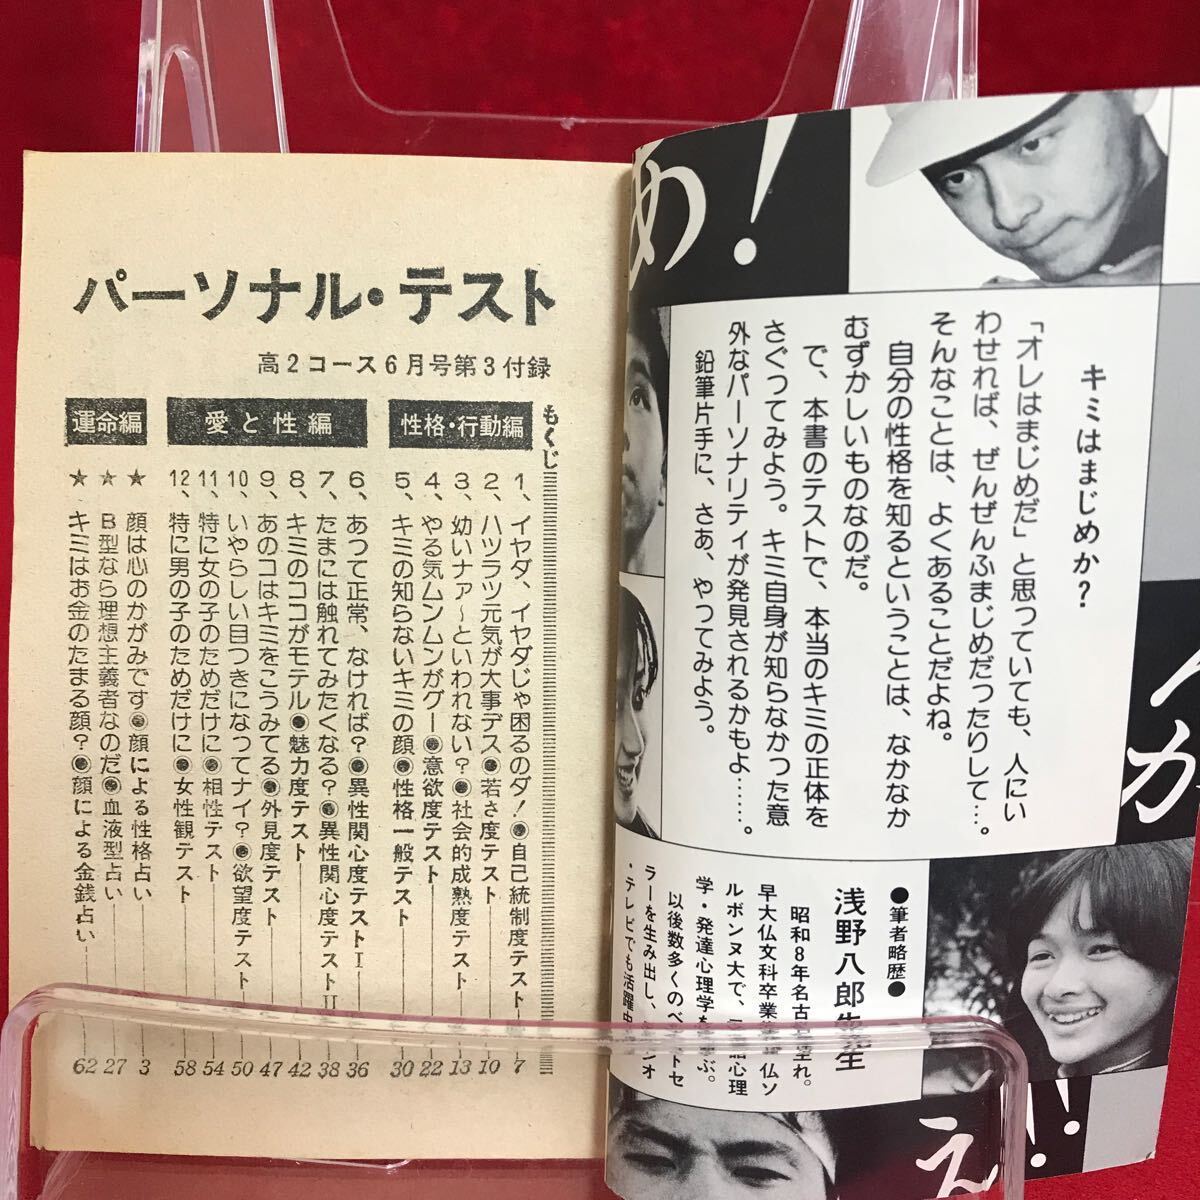 め!
キミはまじめか?
「オレはまじめだ」と思っていても、人にい
わせれば、ぜんぜんふまじめだったりして…。
そんなことは、よくあることだよね。
自分の性格を知るということは、なかなか
むずかしいものなのだ。
で、本書のテストで、本当のキミの正体を
さぐってみよう。キミ自身が知らなかった意
外なパーソナリティが発見されるかもよ……。
鉛筆片手に、さあ、やってみよう。
●筆者略歴●
浅野八郎先生
昭和8年名古屋生れ。
早大仏文科卒業
仏ソ
ルボンヌ大で、
心理
学・発達心理学を学ぶ。
以後数多くのベストセ
ラーを生み出し、
ジオ
・テレビでも活躍中
か
え!!
パーソナル・テスト
高2コース6月号第3付録
もくじ
性格・行動編
1、イヤダ、イヤダじゃ困るのダ!●自己統制度テスト 7
2、ハツラツ元気が大事デス●若さ度テスト 10
3、幼いナァ〜といわれない?●社会的成熟度テスト 13
4、やる気ムンムンがグー●意欲度テスト 22
5、キミの知らないキミの顔●性格一般テスト 30
愛と性編
6、あって正常、なければ?●異性関心度テストI 36
7、たまには触れてみたくなる?●異性関心度テストII 38
8、キミのココがモテル●魅力度テスト 42
9、あのコはキミをこうみてる●外見度テスト 47
10、いやらしい目つきになってナイ?●欲望度テスト 50
11、特に女の子のためだけに●相性テスト 54
12、特に男の子のためだけに●女性観テスト 58
運命編
★ 顔は心のかがみです●顔による性格占い 3
★ B型なら理想主義者なのだ●血液型占い 27
★ キミはお金のたまる顔?●顔による金銭占い 62